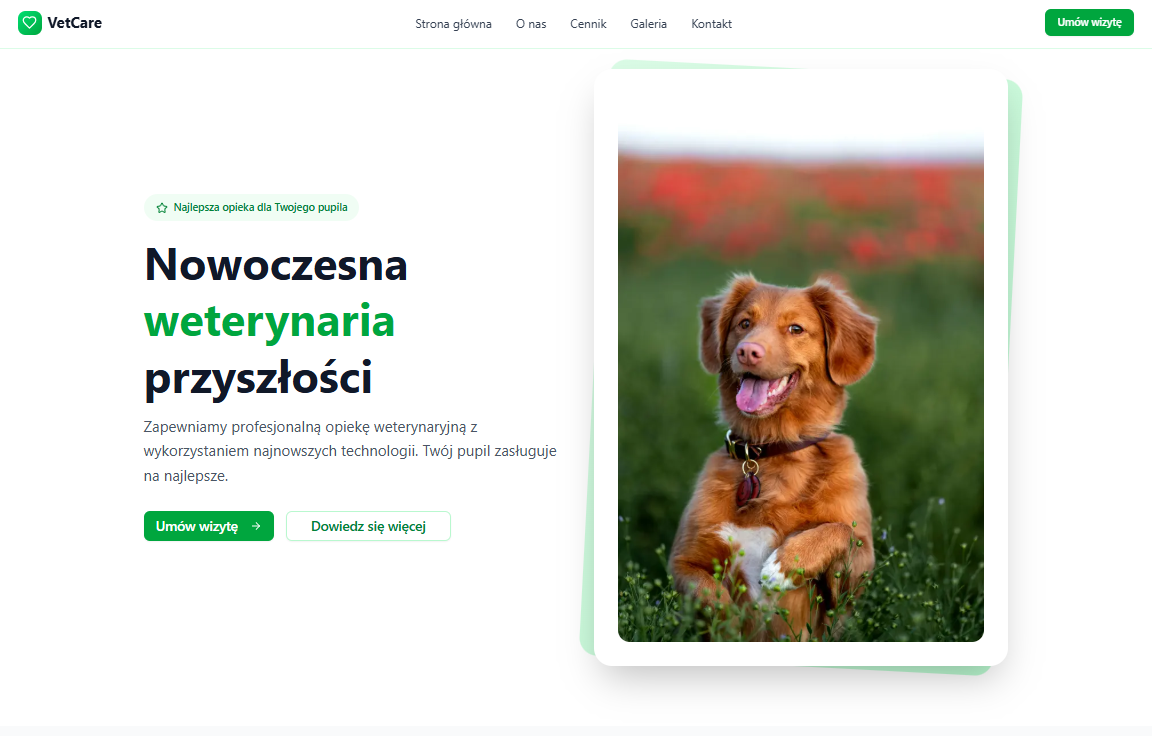 VetCare
Strona główna
O nas
Cennik
Galeria
Kontakt
Umów wizytę
Najlepsza opieka dla Twojego pupila
Nowoczesna
weterynaria
przyszłości
Zapewniamy profesjonalną opiekę weterynaryjną z
wykorzystaniem najnowszych technologii. Twój pupil zasługuje
na najlepsze.
Umów wizytę
Dowiedz się więcej